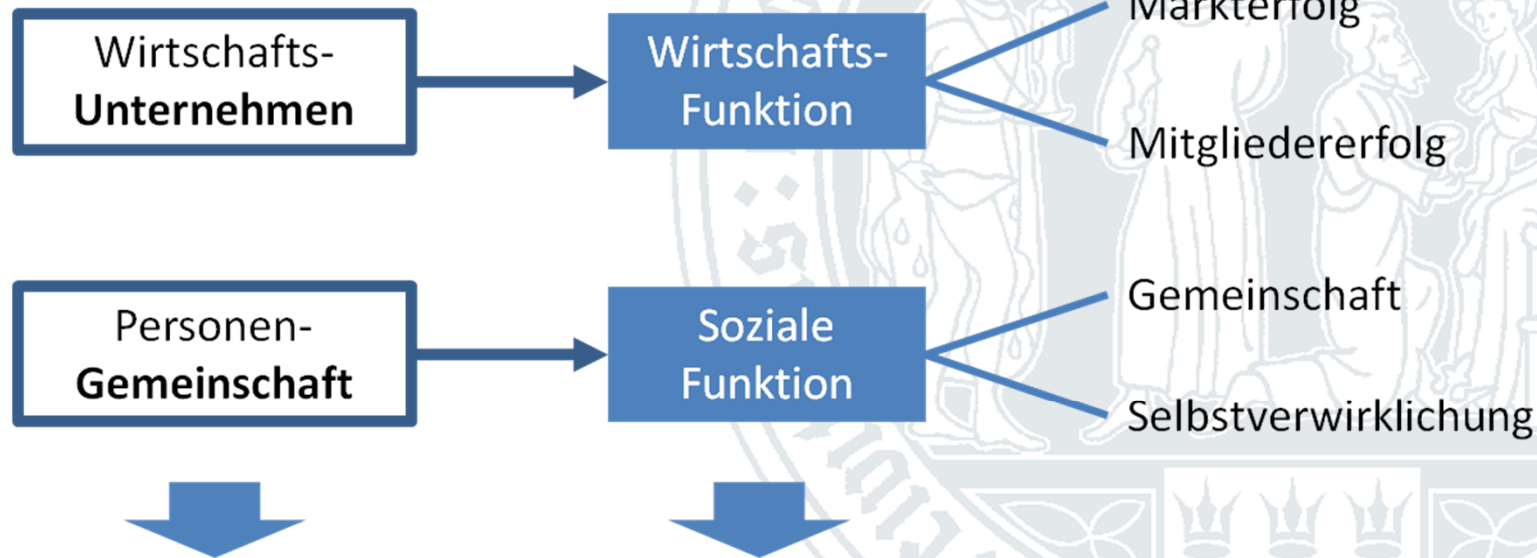 Wirtschafts-
Unternehmen
Wirtschafts-
Funktion
Markterfolg
Mitgliedererfolg
Personen-
Gemeinschaft
Soziale
Funktion
Gemeinschaft
Selbstverwirklichung